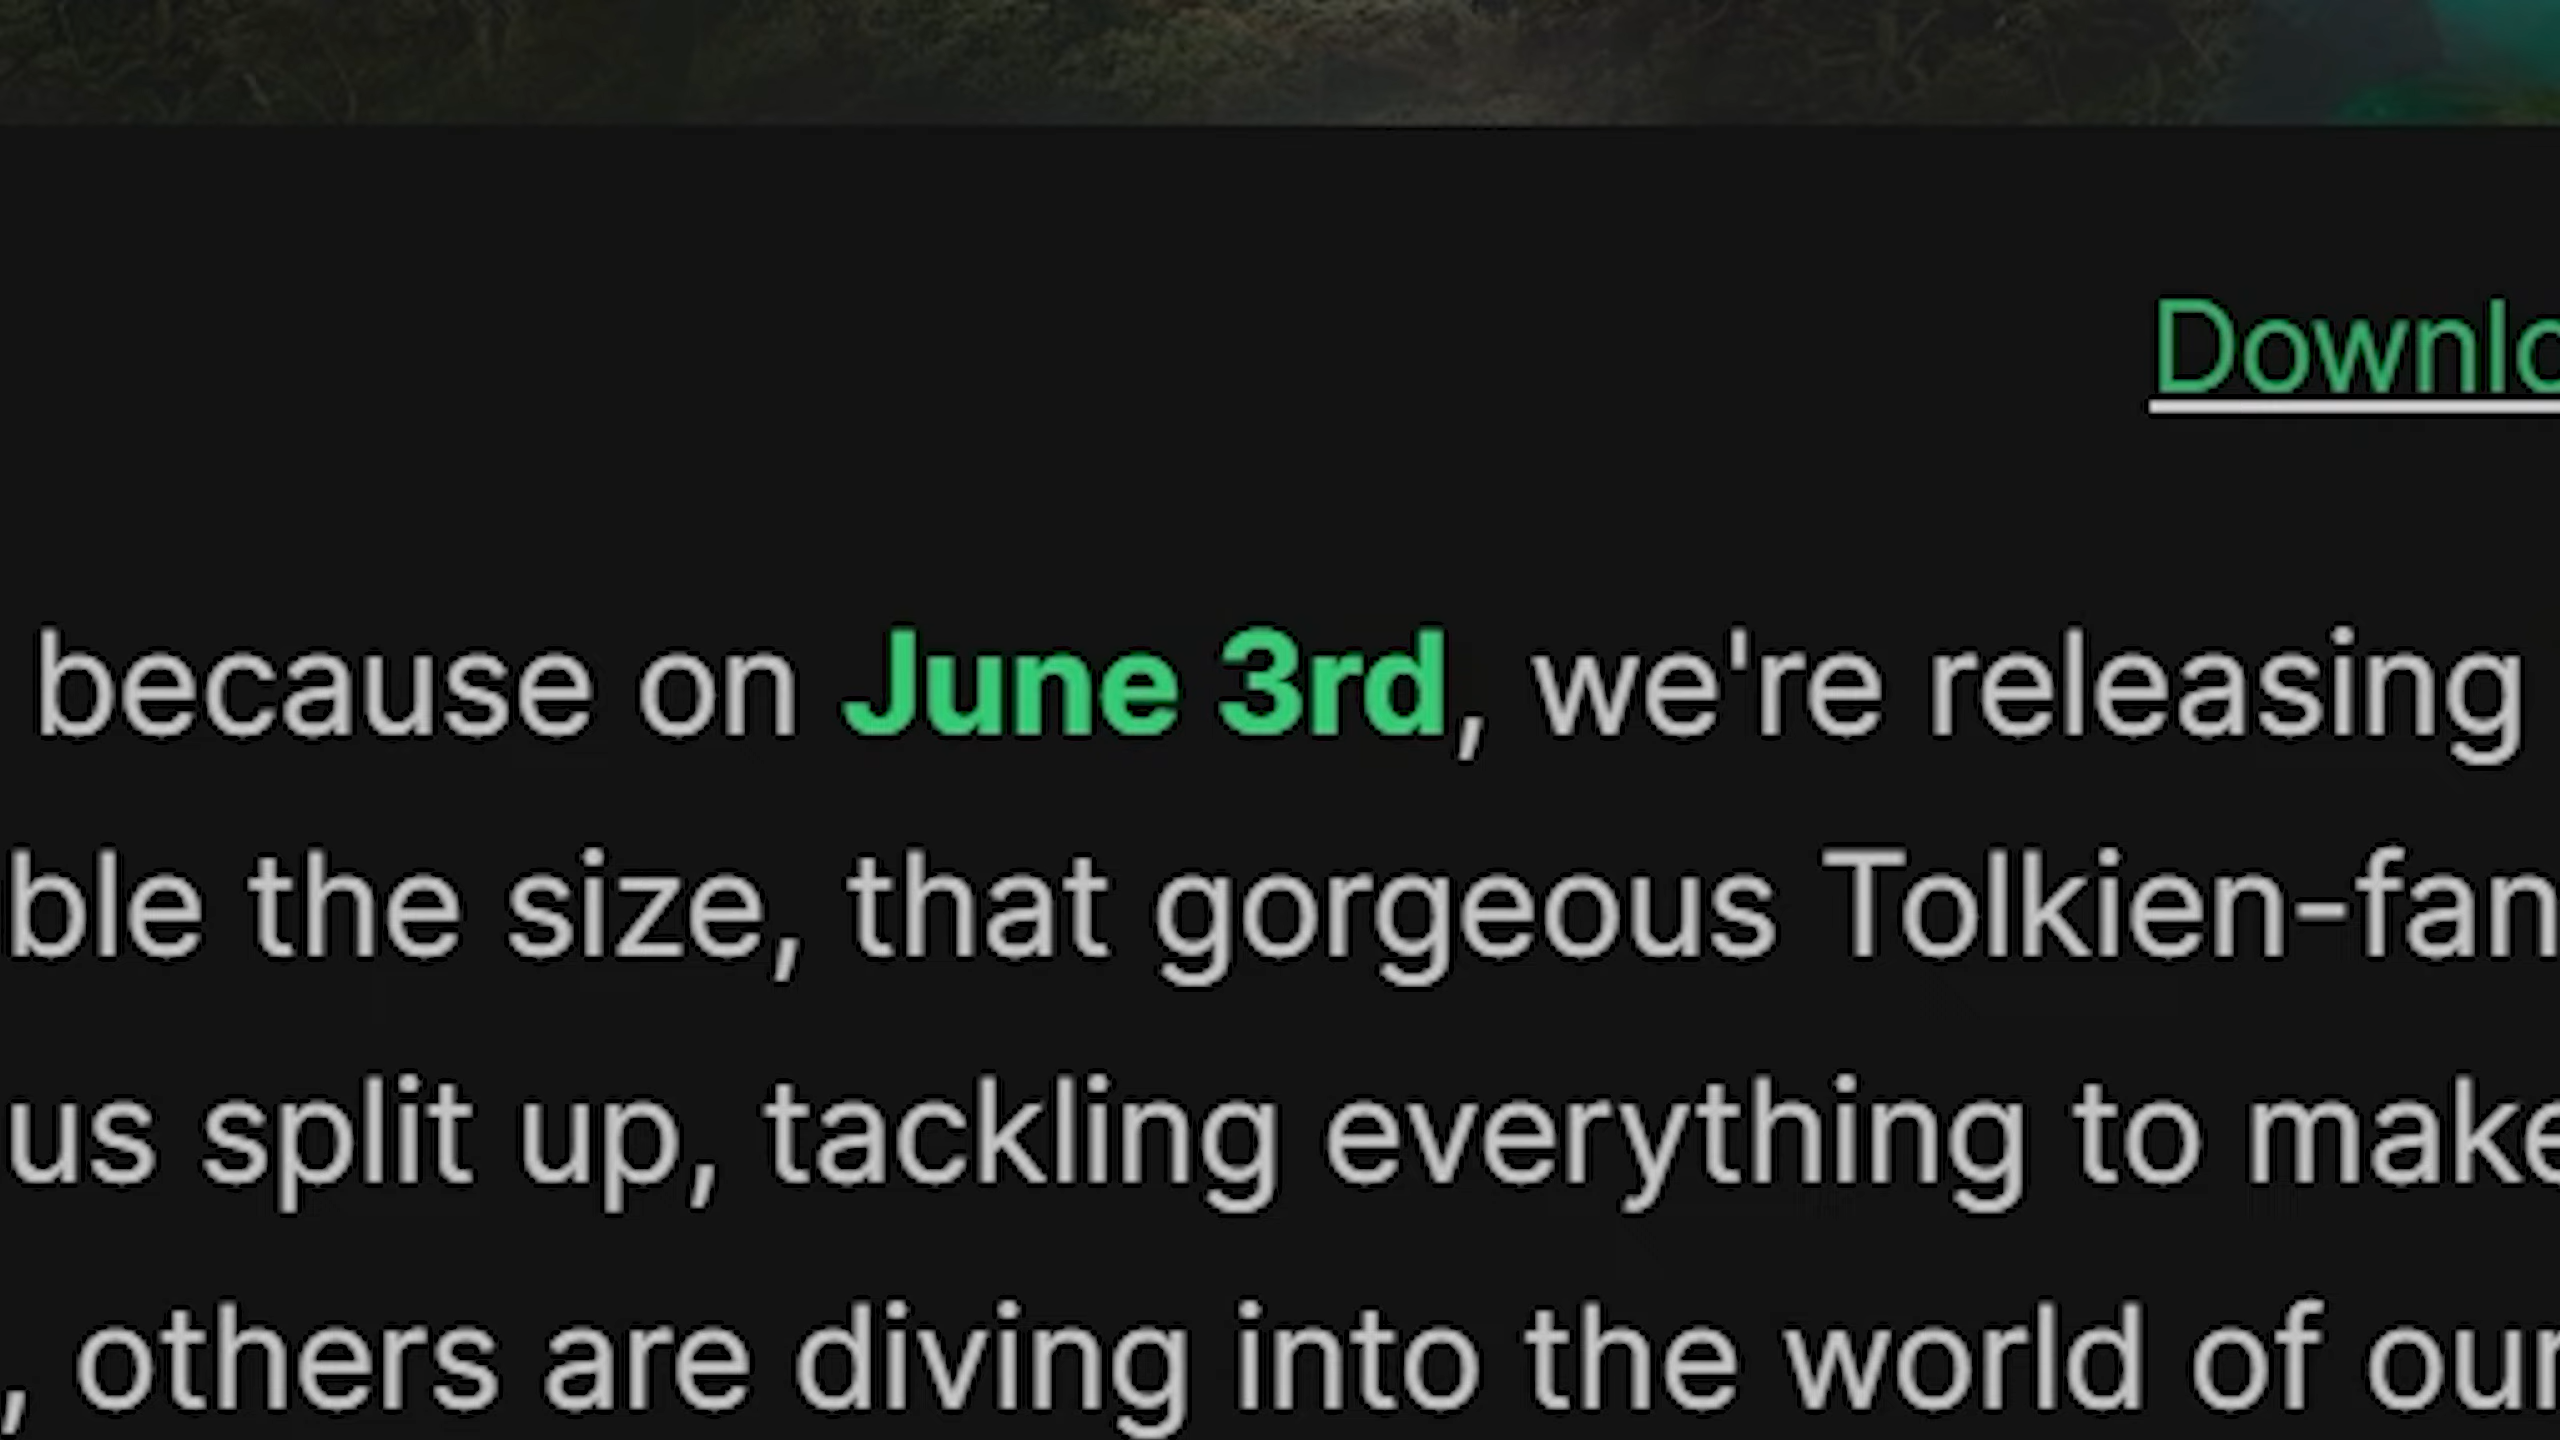 Downlo
because on June 3rd, we're releasing
ble the size, that gorgeous Tolkien-fan
us split up, tackling everything to make
, others are diving into the world of our